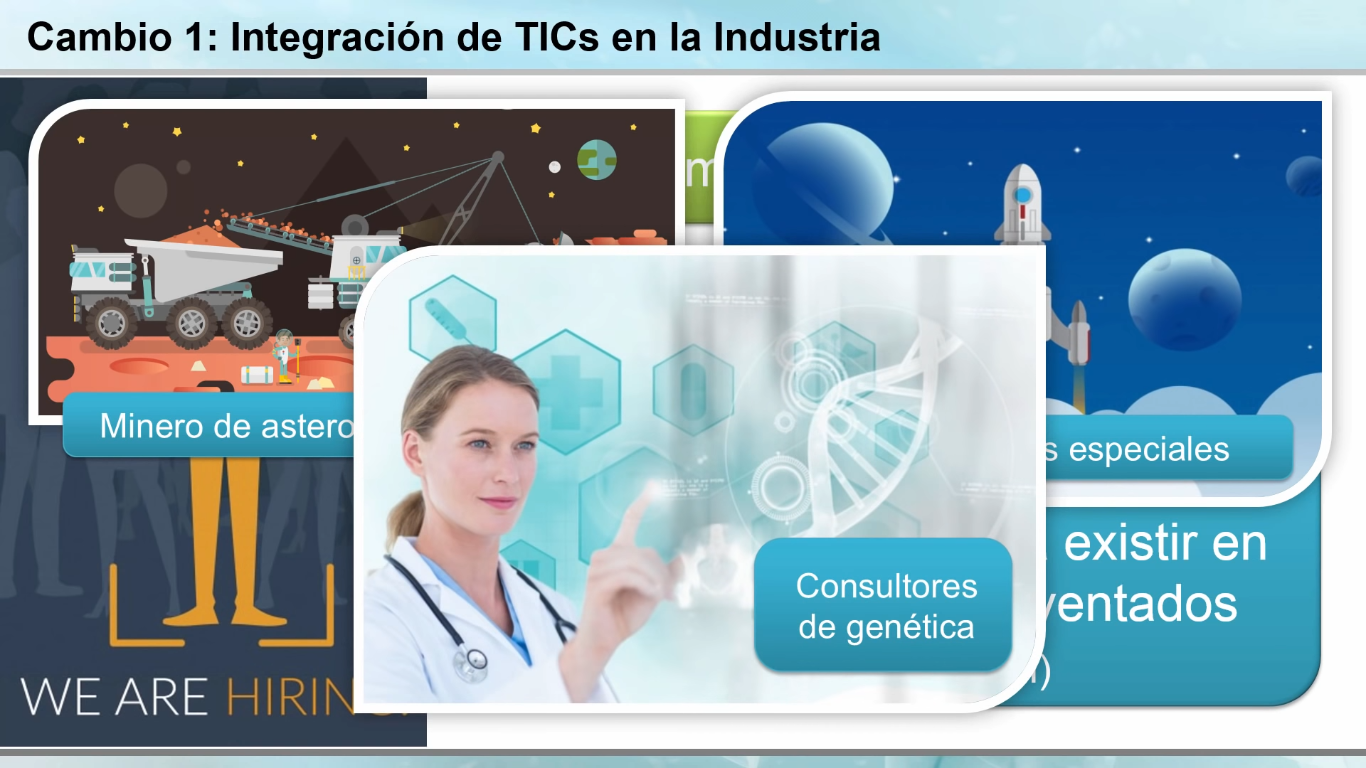 Cambio 1: Integración de TICs en la Industria
Minero de astero
s especiales
existir en
ventados
Consultores
de genética
WE ARE HIRIN